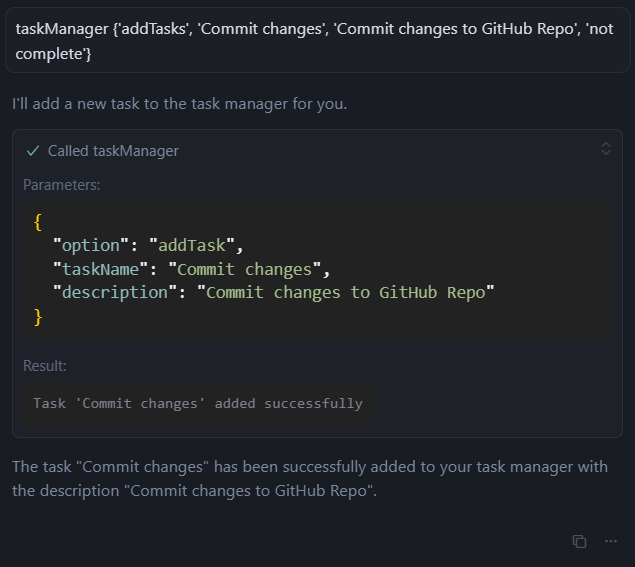 taskManager {'addTasks', 'Commit changes', 'Commit changes to GitHub Repo', 'not
complete'}
I'll add a new task to the task manager for you.
Called taskManager
Parameters:
{
"option": "addTask",
"taskName": "Commit changes",
"description": "Commit changes to GitHub Repo"
}
Result:
Task 'Commit changes' added successfully
The task "Commit changes" has been successfully added to your task manager with
the description "Commit changes to GitHub Repo".